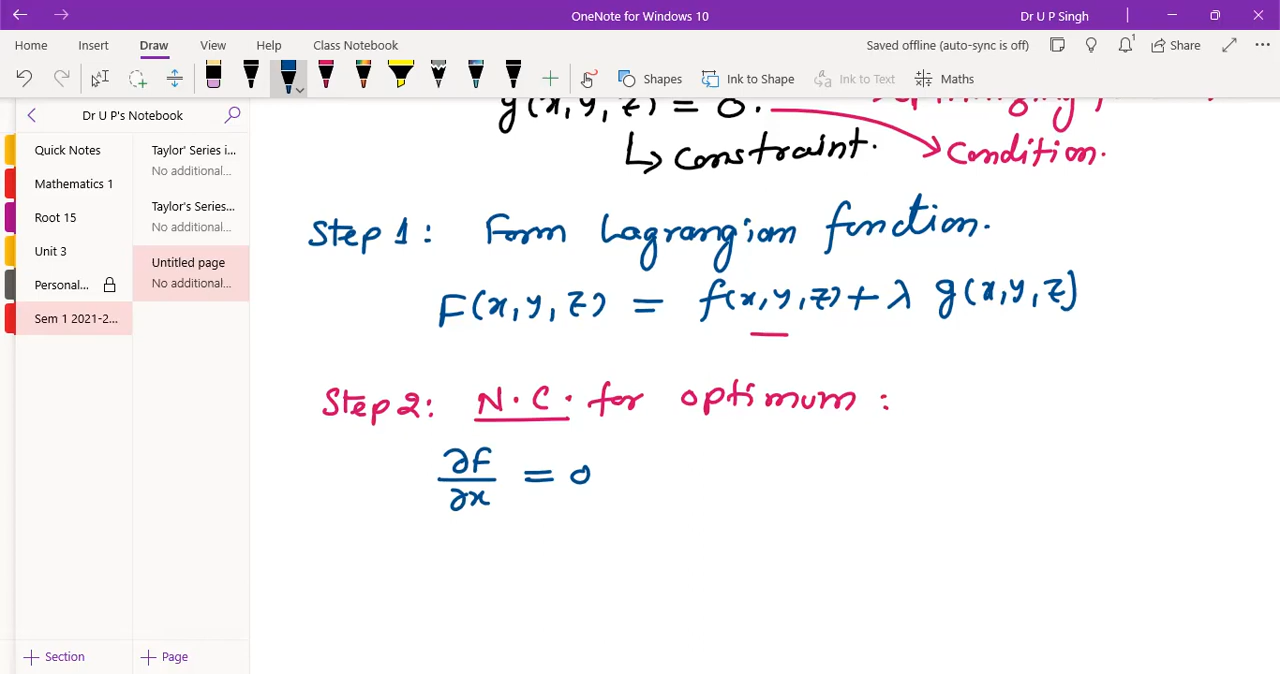 OneNote for Windows 10
Dr U P Singh
Home Insert Draw View Help Class Notebook
Saved offline (auto-sync is off)
Share
Shapes
Ink to Shape
Ink to Text
Maths
Dr U P's Notebook
Quick Notes
Mathematics 1
Root 15
Unit 3
Personal...
Sem 1 2021-2...
Taylor' Series i...
No additional...
Taylor's Series...
No additional...
Untitled page
No additional...
Section
Page
g(x, y, z) = 0.
↳ constraint.
Condition.
Step 1: Form Lagrangian function.
F(x, y, z) = f(x, y, z) + λ g(x, y, z)
Step 2: N.C. for optimum :
∂F/∂x = 0